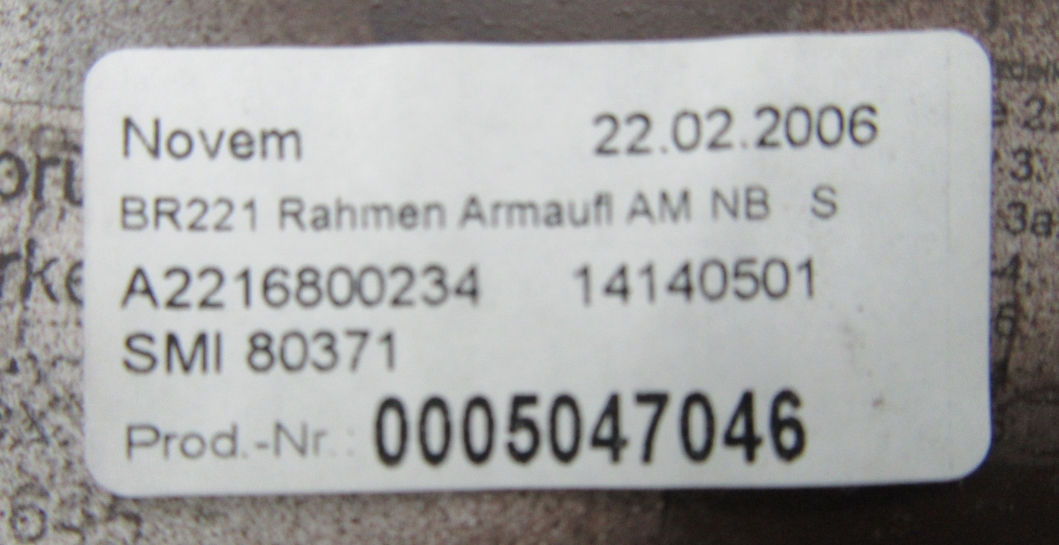 Novem 22.02.2006
BR221 Rahmen Armaufl AM NB S
A2216800234 14140501
SMI 80371
Prod.-Nr.: 0005047046